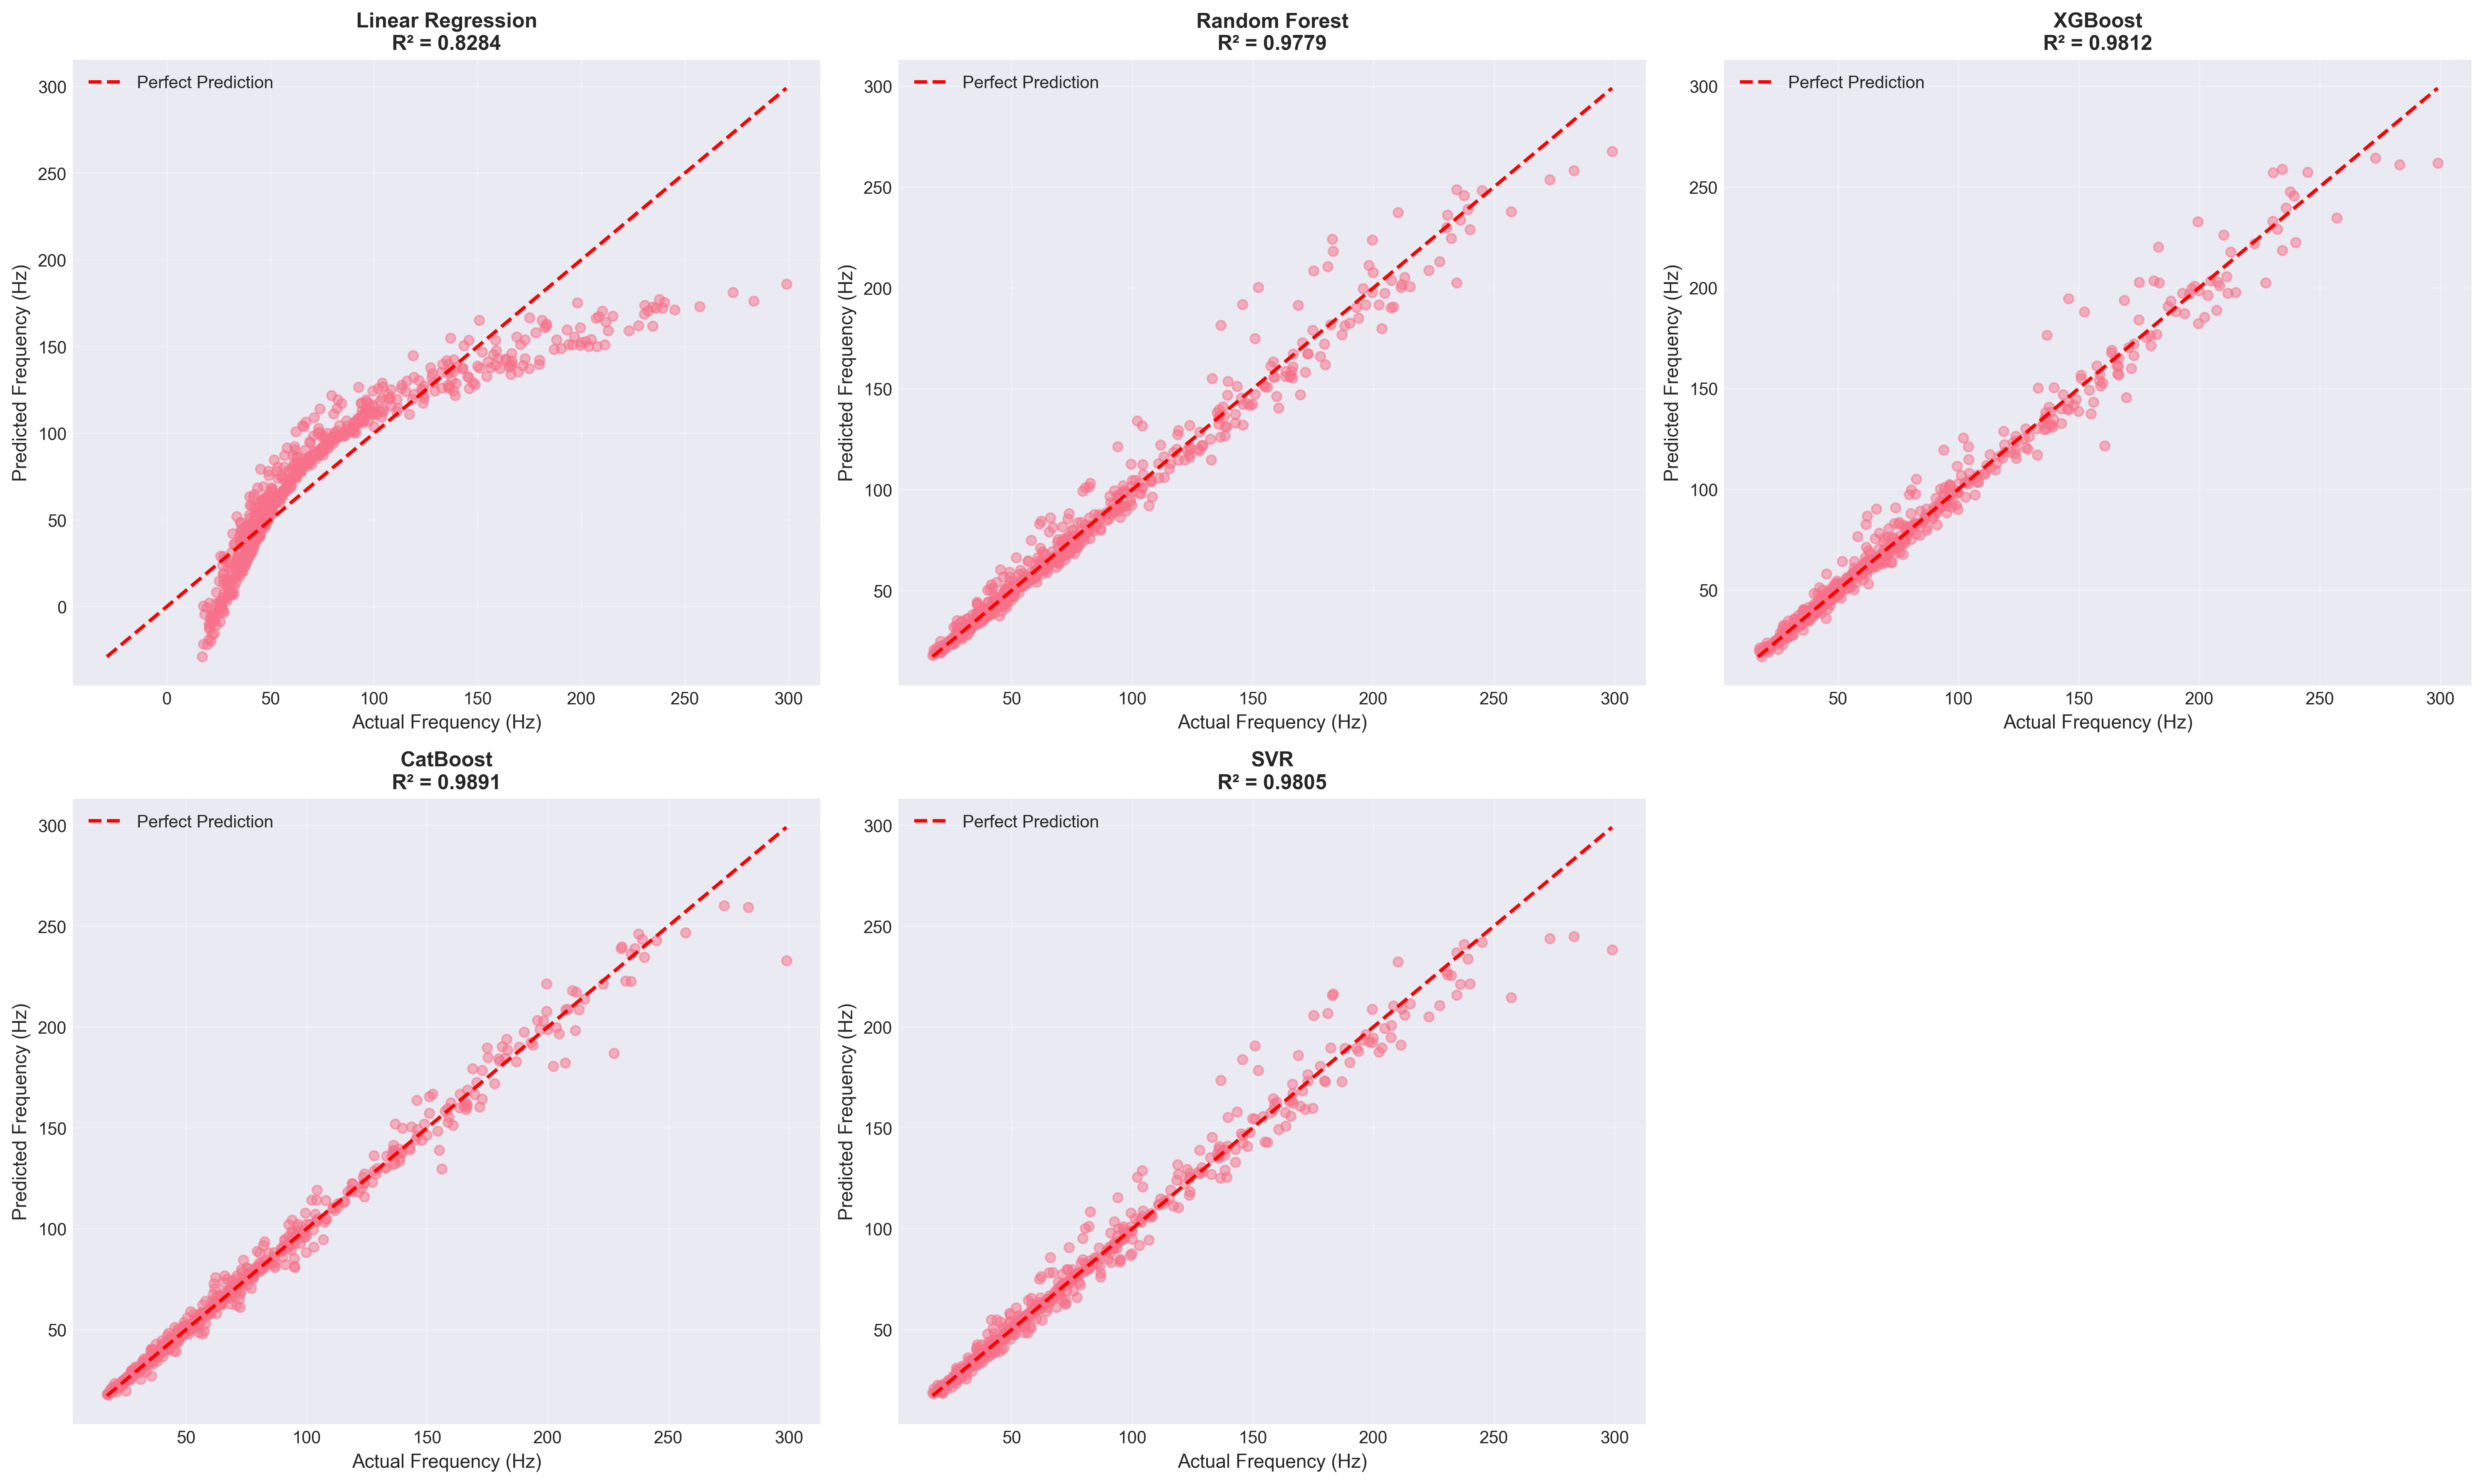 Linear Regression
R² = 0.8284
Perfect Prediction
300
250
200
150
100
50
0
Predicted Frequency (Hz)
0 50 100 150 200 250 300
Actual Frequency (Hz)
Random Forest
R² = 0.9779
Perfect Prediction
300
250
200
150
100
50
Predicted Frequency (Hz)
50 100 150 200 250 300
Actual Frequency (Hz)
XGBoost
R² = 0.9812
Perfect Prediction
300
250
200
150
100
50
Predicted Frequency (Hz)
50 100 150 200 250 300
Actual Frequency (Hz)
CatBoost
R² = 0.9891
Perfect Prediction
300
250
200
150
100
50
Predicted Frequency (Hz)
50 100 150 200 250 300
Actual Frequency (Hz)
SVR
R² = 0.9805
Perfect Prediction
300
250
200
150
100
50
Predicted Frequency (Hz)
50 100 150 200 250 300
Actual Frequency (Hz)